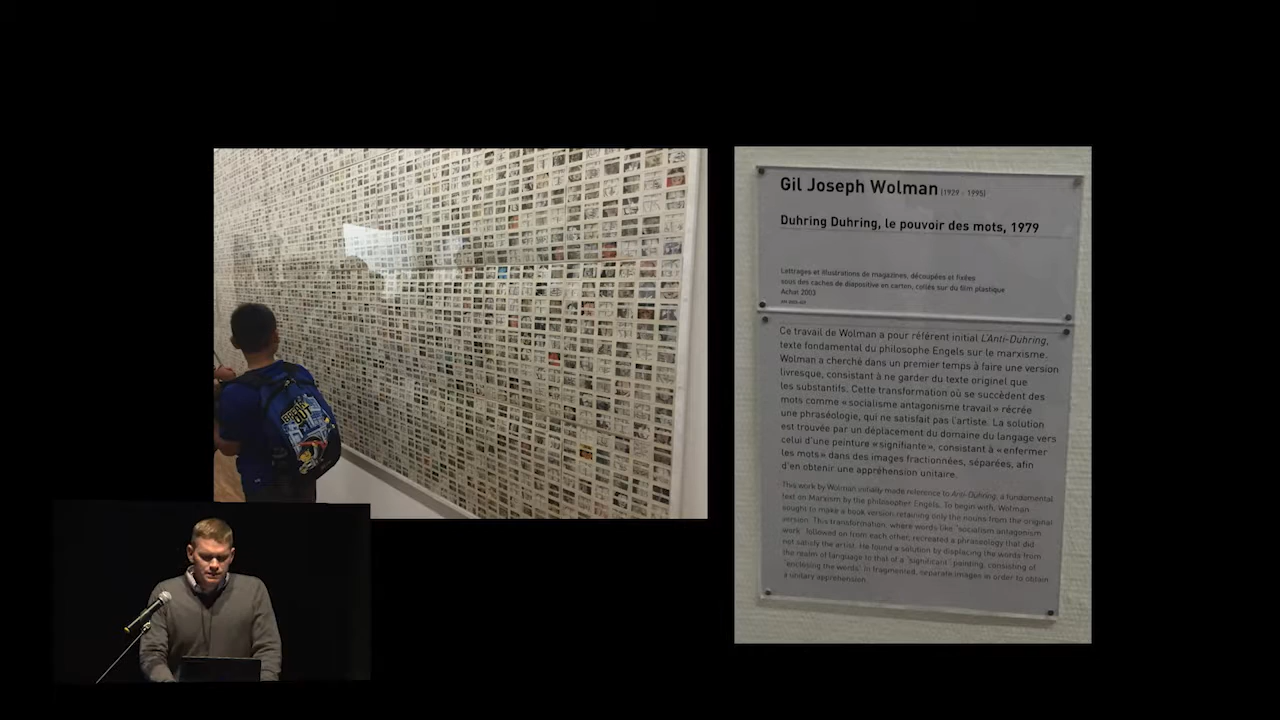 Gil Joseph Wolman (1929 - 1995)
Duhring Duhring, le pouvoir des mots, 1979
Lettrages et illustrations de magazines, découpées et fixées
sous des caches de diapositive en carton, collés sur du film plastique
Achat 2003
Ce travail de Wolman a pour référent initial L'Anti-Duhring,
texte fondamental du philosophe Engels sur le marxisme.
Wolman a cherché dans un premier temps à faire une version
livresque, consistant à ne garder du texte originel que
les substantifs. Cette transformation où se succèdent des
mots comme « socialisme antagonisme travail » récrée
une phraséologie, qui ne satisfait pas l'artiste. La solution
est trouvée par un déplacement du domaine du langage vers
celui d'une peinture « signifiante », consistant à « enfermer
les mots » dans des images fractionnées, séparées, afin
d'en obtenir une appréhension unitaire.
This work by Wolman initially made reference to Anti-Duhring, a fundamental
text on Marxism by the philosopher Engels. To begin with, Wolman
sought to make a book version retaining only the nouns from the original
version. This transformation, where words like "socialism antagonism
work" followed on from each other, recreated a phraseology that did
not satisfy the artist. He found a solution by displacing the words from
the realm of language to that of a "significant" painting, consisting of
"enclosing the words" in fragmented, separate images in order to obtain
a unitary apprehension.